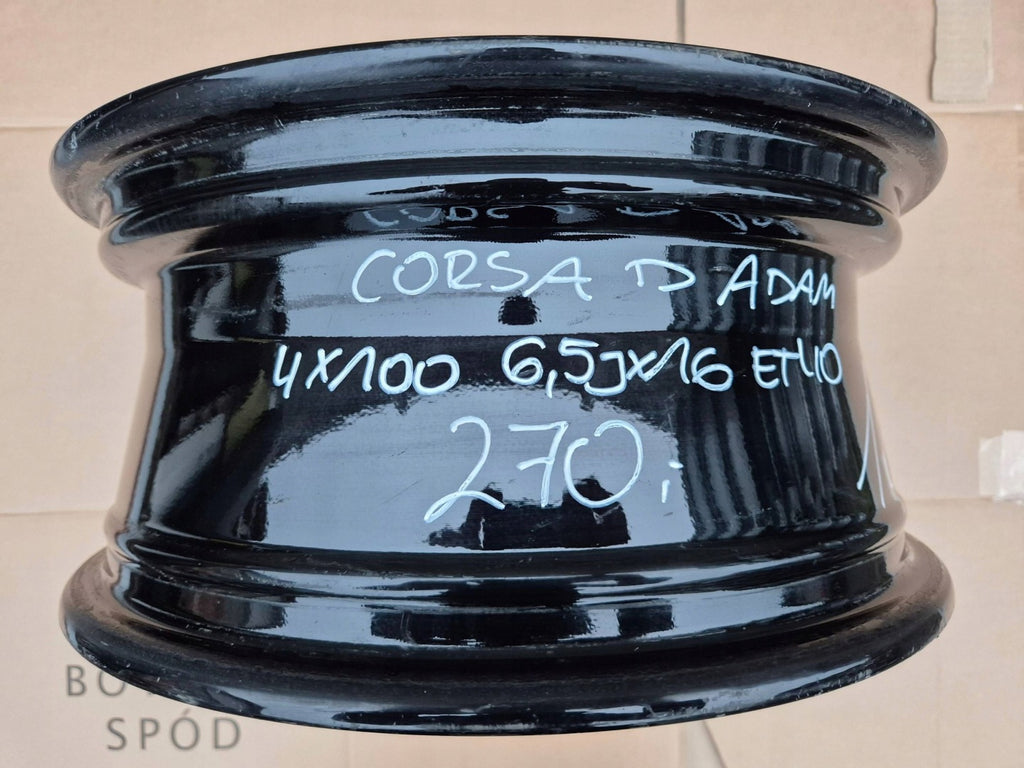 CORSA D ADAM
4X100 6,5JX16 ET40
270;
SPÓD